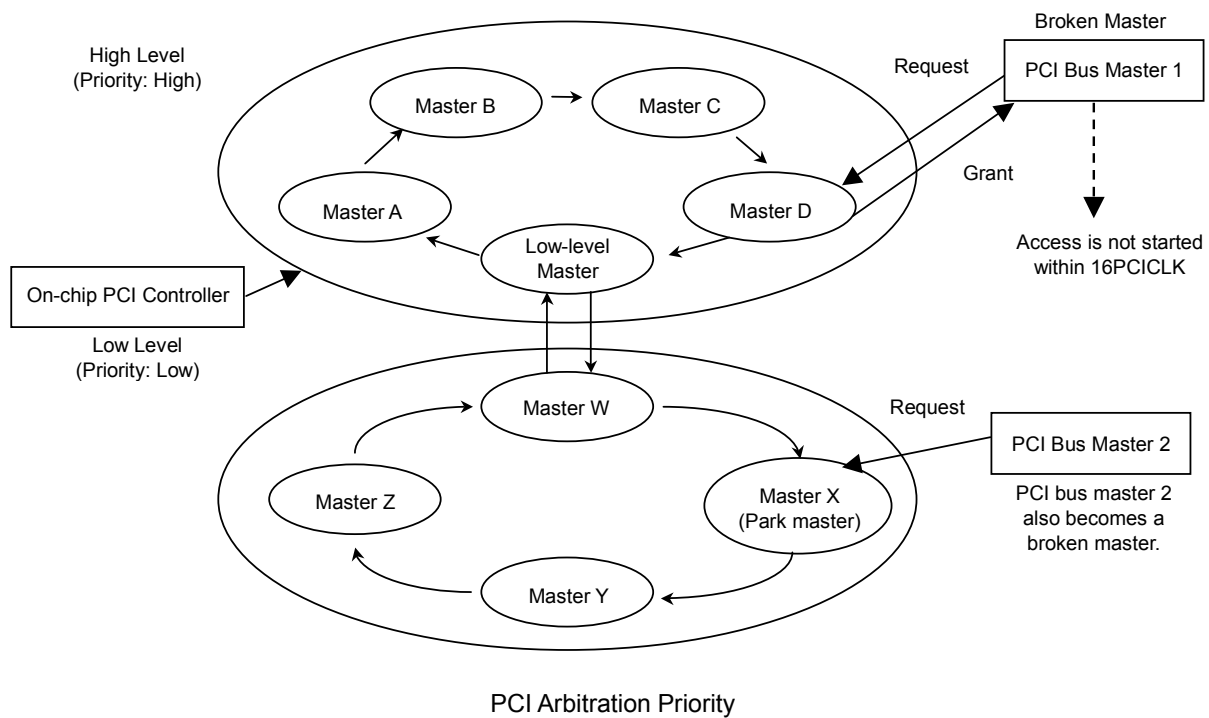 Broken Master
High Level
(Priority: High)
Request
PCI Bus Master 1
Master B
Master C
Grant
Master A
Master D
Low-level
Master
Access is not started
within 16PCICLK
On-chip PCI Controller
Low Level
(Priority: Low)
Master W
Request
PCI Bus Master 2
Master Z
Master X
(Park master)
PCI bus master 2
also becomes a
broken master.
Master Y
PCI Arbitration Priority